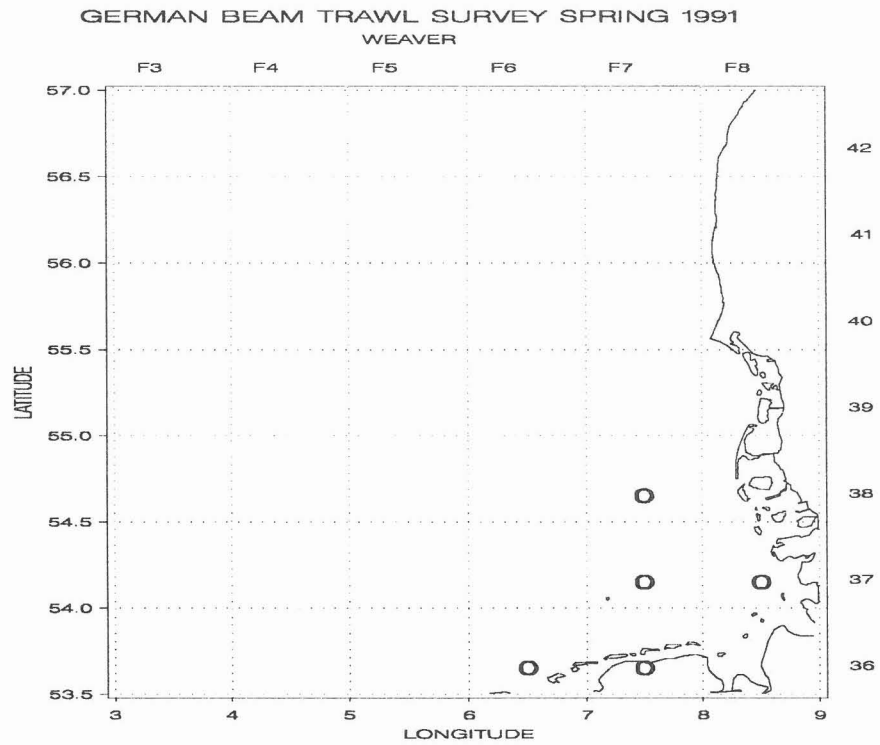 GERMAN BEAM TRAWL SURVEY SPRING 1991
WEAVER
F3 F4 F5 F6 F7 F8
57.0
42
56.5
41
56.0
40
55.5
39
55.0
38
54.5
37
54.0
36
53.5
LATITUDE
3 4 5 6 7 8 9
LONGITUDE